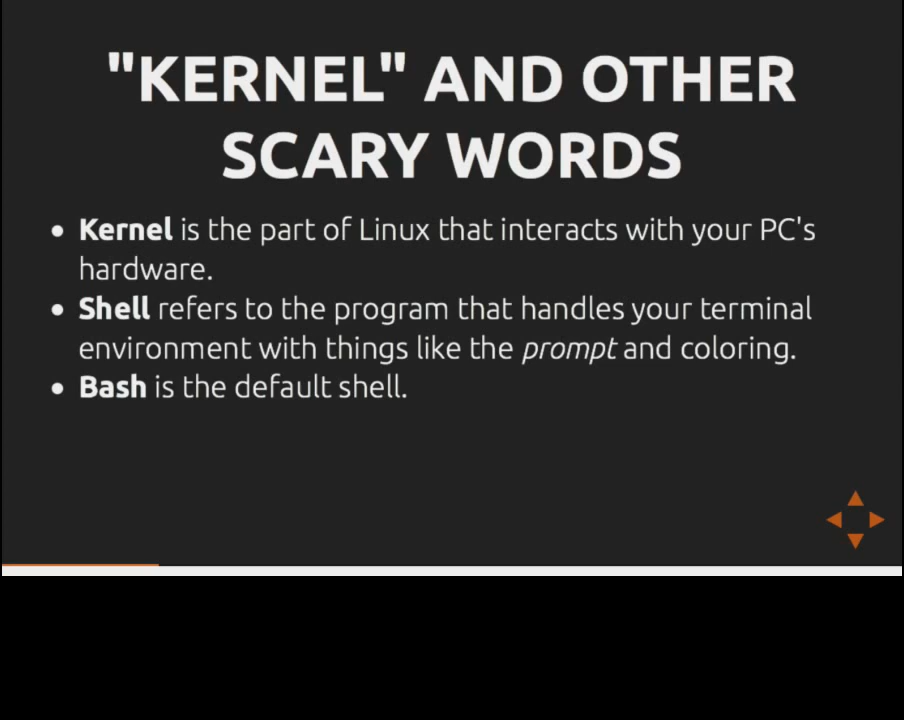 "KERNEL" AND OTHER
SCARY WORDS
• Kernel is the part of Linux that interacts with your PC's
hardware.
• Shell refers to the program that handles your terminal
environment with things like the prompt and coloring.
• Bash is the default shell.